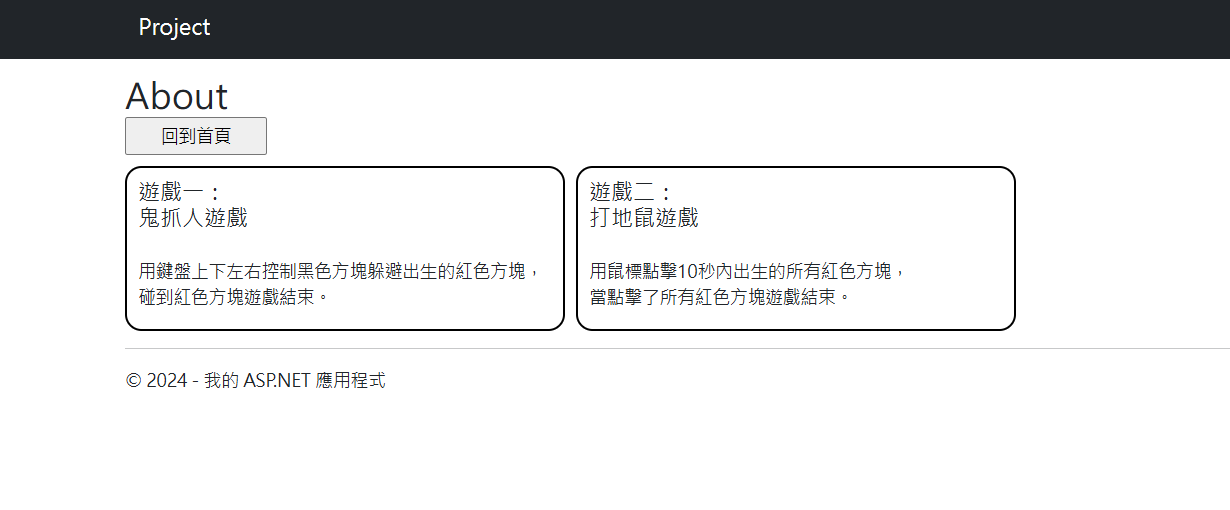 Project
About
回到首頁
遊戲一：
鬼抓人遊戲
用鍵盤上下左右控制黑色方塊躲避出生的紅色方塊，
碰到紅色方塊遊戲結束。
遊戲二：
打地鼠遊戲
用鼠標點擊10秒內出生的所有紅色方塊，
當點擊了所有紅色方塊遊戲結束。
© 2024 - 我的 ASP.NET 應用程式